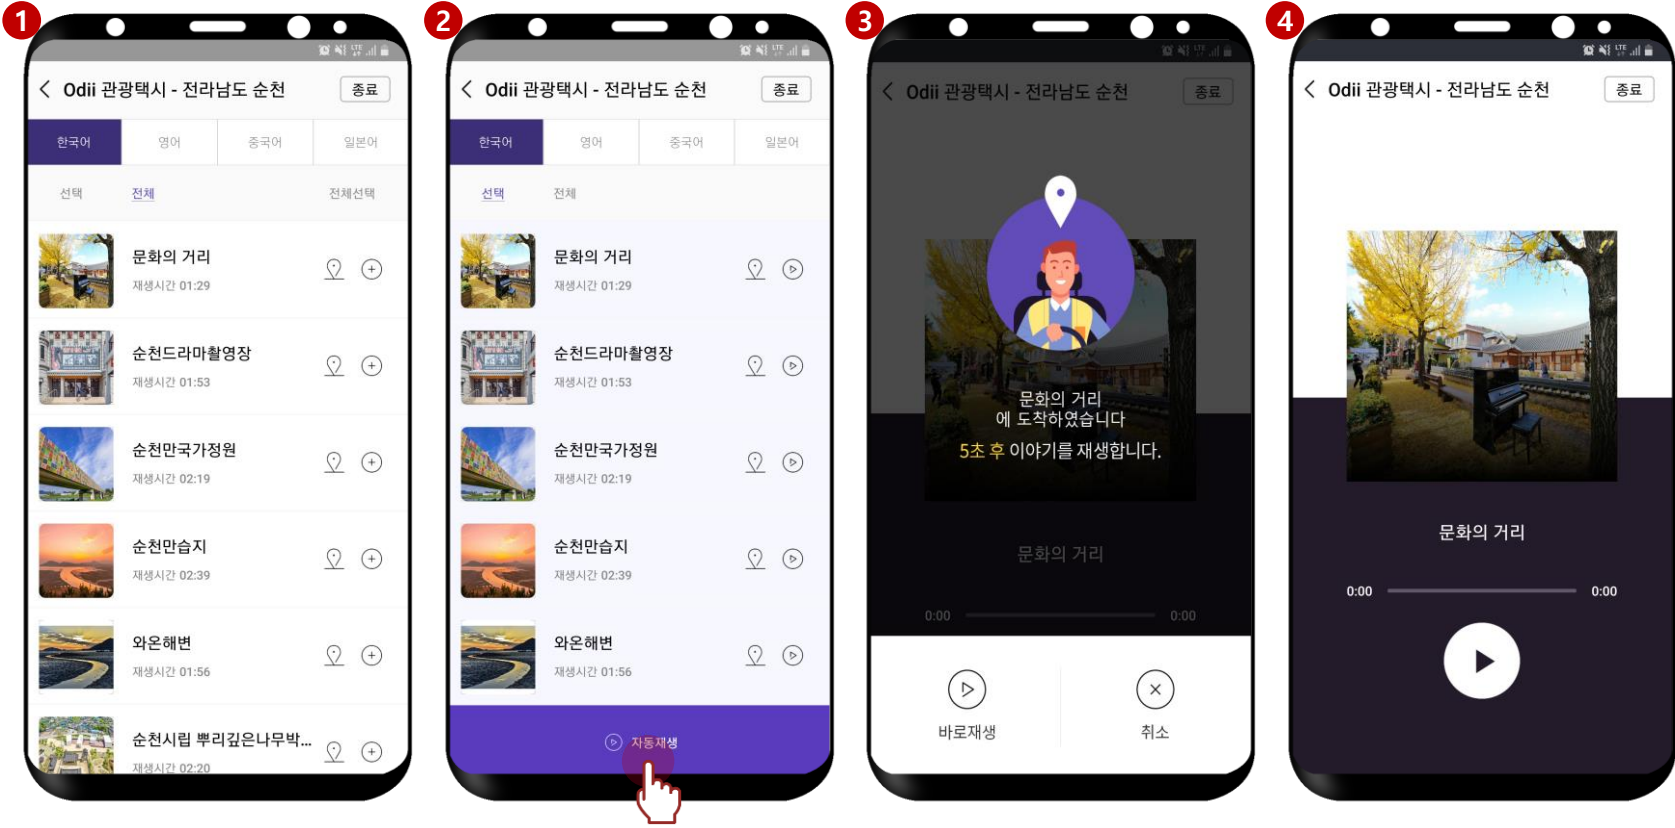 1
LTE
Odii 관광택시 - 전라남도 순천
종료
한국어
영어
중국어
일본어
선택
전체
전체선택
문화의 거리
재생시간 01:29
순천드라마촬영장
재생시간 01:53
순천만국가정원
재생시간 02:19
순천만습지
재생시간 02:39
와온해변
재생시간 01:56
순천시립 뿌리깊은나무박...
재생시간 02:20
2
LTE
Odii 관광택시 - 전라남도 순천
종료
한국어
영어
중국어
일본어
선택
전체
문화의 거리
재생시간 01:29
순천드라마촬영장
재생시간 01:53
순천만국가정원
재생시간 02:19
순천만습지
재생시간 02:39
와온해변
재생시간 01:56
자동재생
3
LTE
Odii 관광택시 - 전라남도 순천
종료
문화의 거리
에 도착하였습니다
5초 후 이야기를 재생합니다.
문화의 거리
0:00
0:00
바로재생
취소
4
LTE
Odii 관광택시 - 전라남도 순천
종료
문화의 거리
0:00
0:00